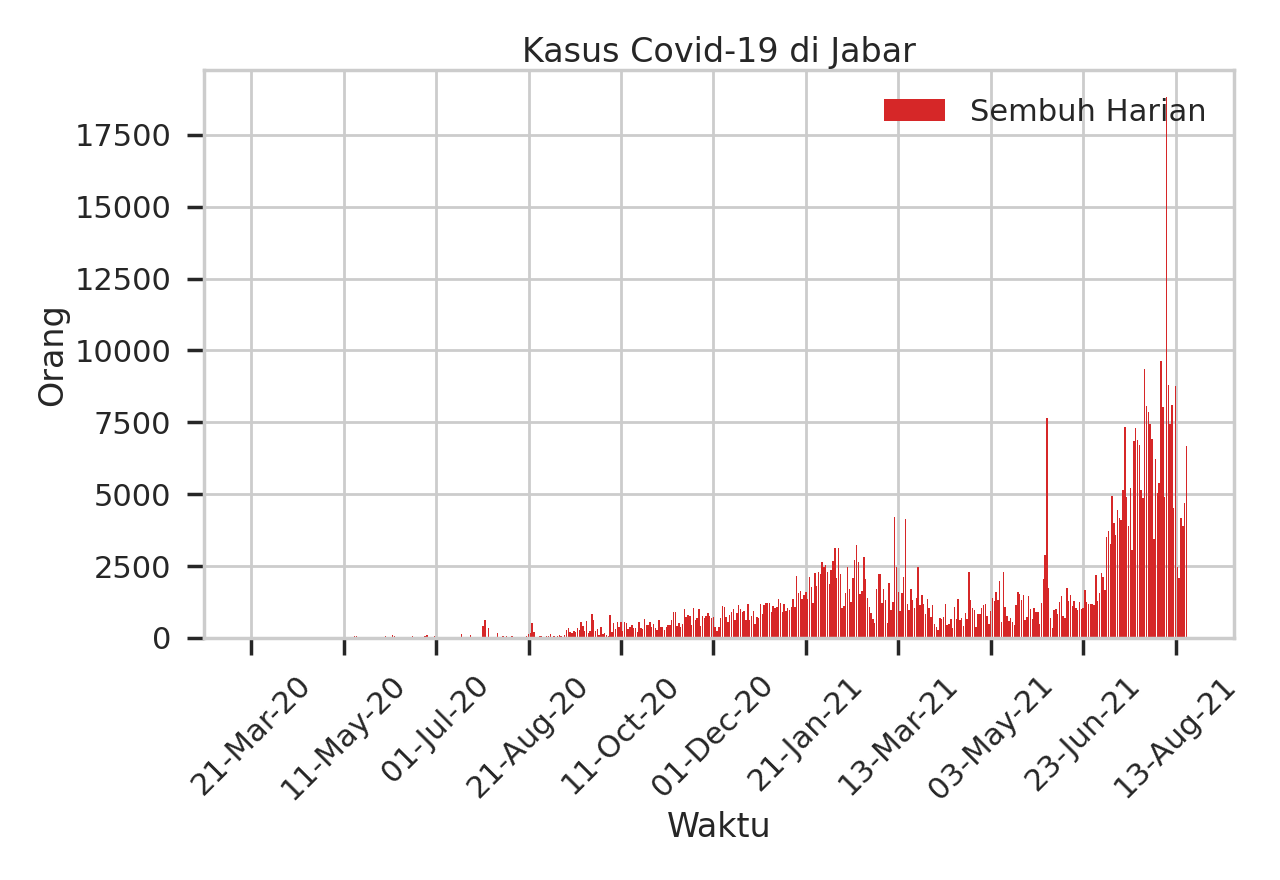 Kasus Covid-19 di Jabar
Sembuh Harian
17500
15000
12500
10000
7500
5000
2500
0
Orang
21-Mar-20
11-May-20
01-Jul-20
21-Aug-20
11-Oct-20
01-Dec-20
21-Jan-21
13-Mar-21
03-May-21
23-Jun-21
13-Aug-21
Waktu